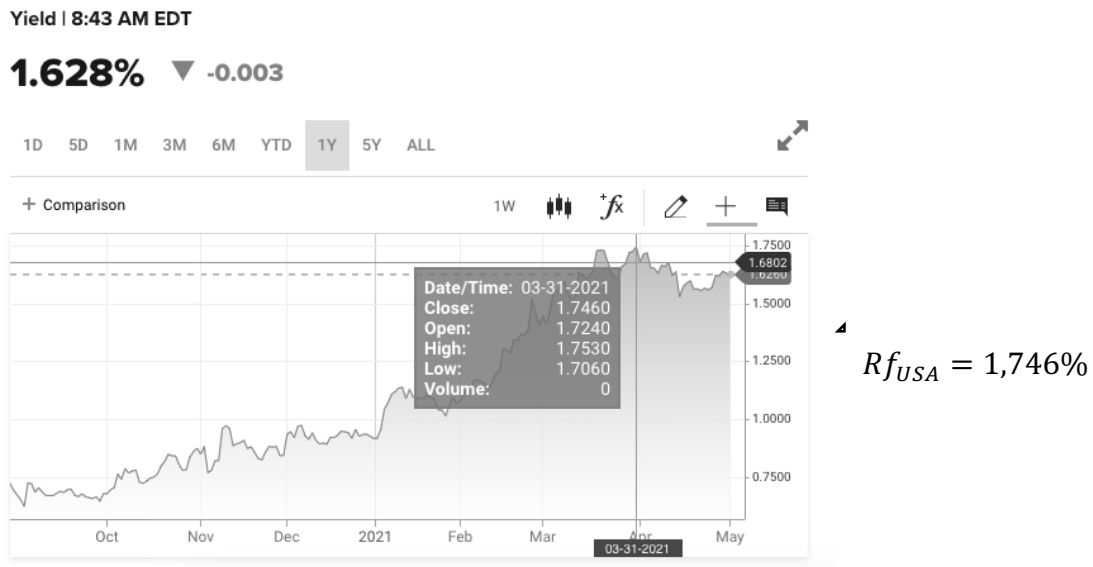 Yield | 8:43 AM EDT
1.628% ▼ -0.003
1D 5D 1M 3M 6M YTD 1Y 5Y ALL
+ Comparison 1W +fx
1.7500
1.6802
1.6260
1.5000
1.2500
1.0000
0.7500
Date/Time: 03-31-2021
Close: 1.7460
Open: 1.7240
High: 1.7530
Low: 1.7060
Volume: 0
Oct Nov Dec 2021 Feb Mar Apr May
03-31-2021
Rf_USA = 1,746%